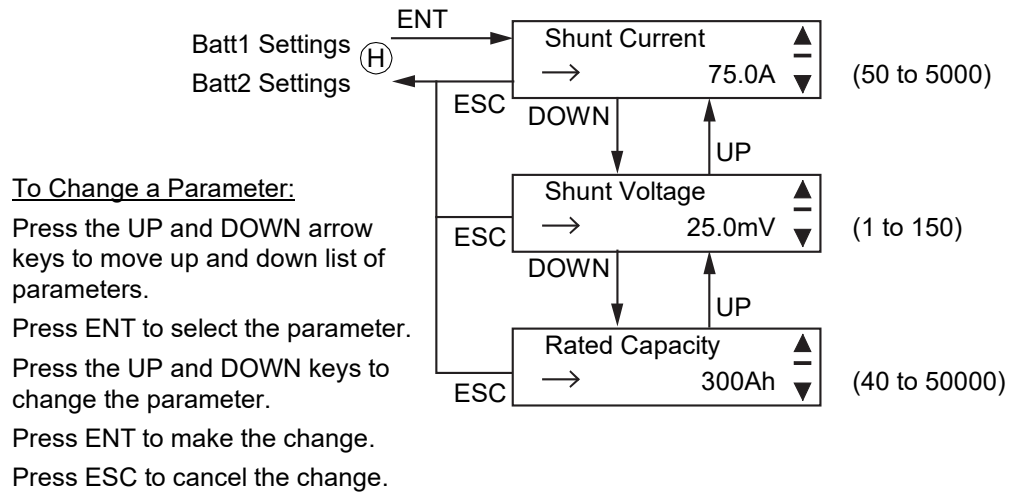 ENT
Batt1 Settings
H
Batt2 Settings
Shunt Current
→ 75.0A
(50 to 5000)
ESC
DOWN
UP
To Change a Parameter:
Press the UP and DOWN arrow
keys to move up and down list of
parameters.
Press ENT to select the parameter.
Press the UP and DOWN keys to
change the parameter.
Press ENT to make the change.
Press ESC to cancel the change.
Shunt Voltage
→ 25.0mV
(1 to 150)
ESC
DOWN
UP
Rated Capacity
→ 300Ah
(40 to 50000)
ESC